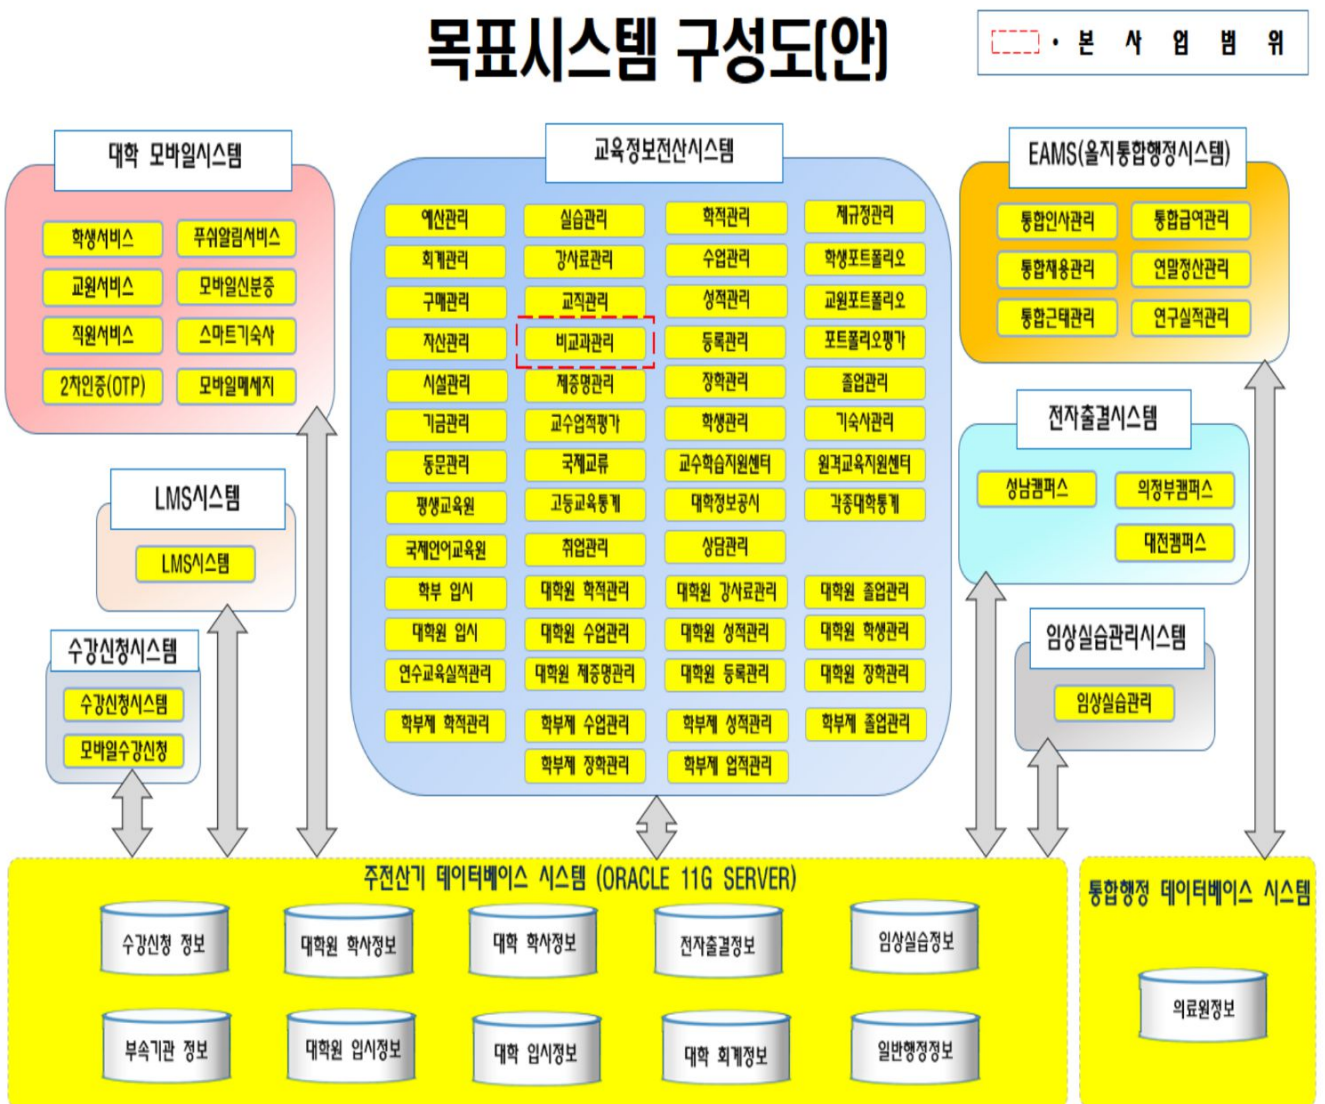 목표시스템 구성도(안)
· 본 사 업 범 위
대학 모바일시스템
학생서비스 푸쉬알림서비스
교원서비스 모바일신분증
직원서비스 스마트기숙사
2차인증(OTP) 모바일메세지
LMS시스템
LMS시스템
수강신청시스템
수강신청시스템
모바일수강신청
교육정보전산시스템
예산관리 실습관리 학적관리 제규정관리
회계관리 강사료관리 수업관리 학생포트폴리오
구매관리 교직관리 성적관리 교원포트폴리오
자산관리 비교과관리 등록관리 포트폴리오평가
시설관리 제증명관리 장학관리 졸업관리
기금관리 교수업적평가 학생관리 기숙사관리
동문관리 국제교류 교수학습지원센터 원격교육지원센터
평생교육원 고등교육통계 대학정보공시 각종대학통계
국제언어교육원 취업관리 상담관리
학부 입시 대학원 학적관리 대학원 강사료관리 대학원 졸업관리
대학원 입시 대학원 수업관리 대학원 성적관리 대학원 학생관리
연수교육실적관리 대학원 제증명관리 대학원 등록관리 대학원 장학관리
학부제 학적관리 학부제 수업관리 학부제 성적관리 학부제 졸업관리
학부제 장학관리 학부제 업적관리
EAMS(을지통합행정시스템)
통합인사관리 통합급여관리
통합채용관리 연말정산관리
통합근태관리 연구실적관리
전자출결시스템
성남캠퍼스 의정부캠퍼스
대전캠퍼스
임상실습관리시스템
임상실습관리
주전산기 데이터베이스 시스템 (ORACLE 11G SERVER)
수강신청 정보 대학원 학사정보 대학 학사정보 전자출결정보 임상실습정보
부속기관 정보 대학원 입시정보 대학 입시정보 대학 회계정보 일반행정정보
통합행정 데이터베이스 시스템
의료원정보